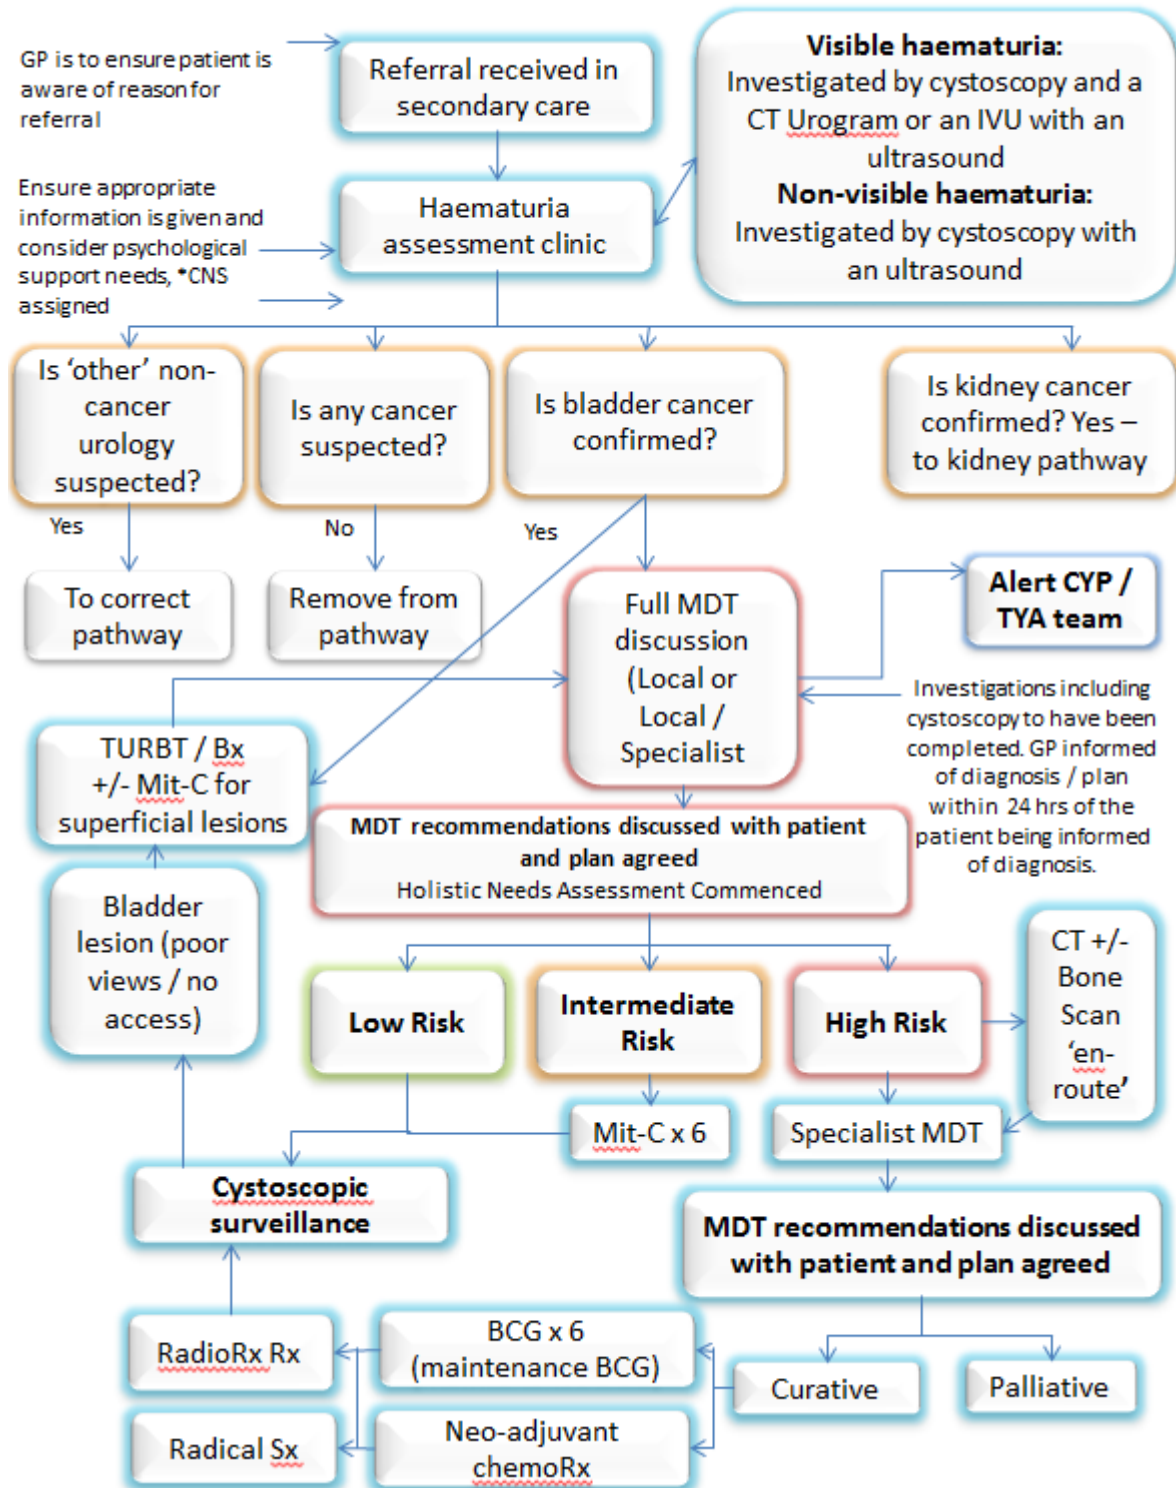 GP is to ensure patient is
aware of reason for
referral
Referral received in
secondary care
Visible haematuria:
Investigated by cystoscopy and a
CT Urogram or an IVU with an
ultrasound
Non-visible haematuria:
Investigated by cystoscopy with
an ultrasound
Ensure appropriate
information is given and
consider psychological
support needs, *CNS
assigned
Haematuria
assessment clinic
Is ‘other’ non-
cancer
urology
suspected?
Is any cancer
suspected?
Is bladder cancer
confirmed?
Is kidney cancer
confirmed? Yes –
to kidney pathway
Yes
No
Yes
To correct
pathway
Remove from
pathway
Full MDT
discussion
(Local or
Local /
Specialist
Alert CYP /
TYA team
Investigations including
cystoscopy to have been
completed. GP informed
of diagnosis / plan
within 24 hrs of the
patient being informed
of diagnosis.
TURBT / Bx
+/- Mit-C for
superficial lesions
MDT recommendations discussed with patient
and plan agreed
Holistic Needs Assessment Commenced
Bladder
lesion (poor
views / no
access)
Low Risk
Intermediate
Risk
High Risk
CT +/-
Bone
Scan
‘en-
route’
Mit-C x 6
Specialist MDT
Cystoscopic
surveillance
MDT recommendations discussed
with patient and plan agreed
RadioRx Rx
BCG x 6
(maintenance BCG)
Curative
Palliative
Radical Sx
Neo-adjuvant
chemoRx